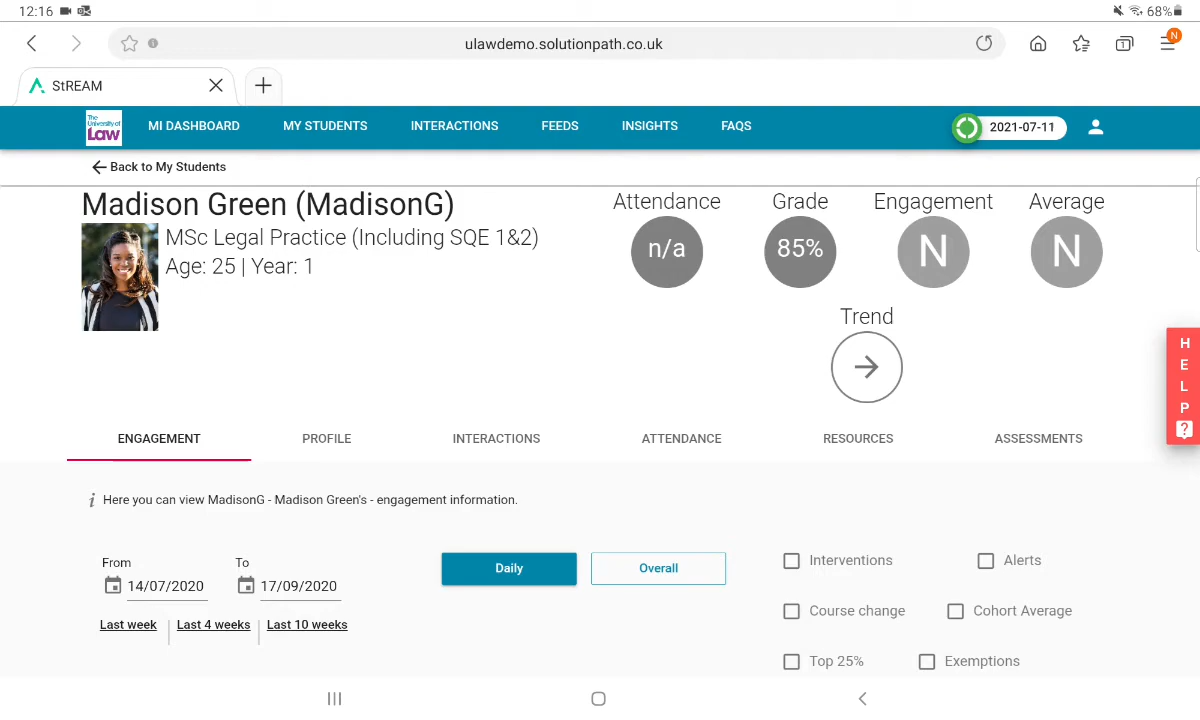 12:16 68%
ulawdemo.solutionpath.co.uk 1 N
StREAM
The University of Law MI DASHBOARD MY STUDENTS INTERACTIONS FEEDS INSIGHTS FAQS 2021-07-11
Back to My Students
Madison Green (MadisonG)
MSc Legal Practice (Including SQE 1&2)
Age: 25 | Year: 1
Attendance Grade Engagement Average
n/a 85% N N
Trend
HELP ?
ENGAGEMENT PROFILE INTERACTIONS ATTENDANCE RESOURCES ASSESSMENTS
i Here you can view MadisonG - Madison Green's - engagement information.
From To
14/07/2020 17/09/2020
Last week Last 4 weeks Last 10 weeks
Daily Overall
Interventions Alerts
Course change Cohort Average
Top 25% Exemptions